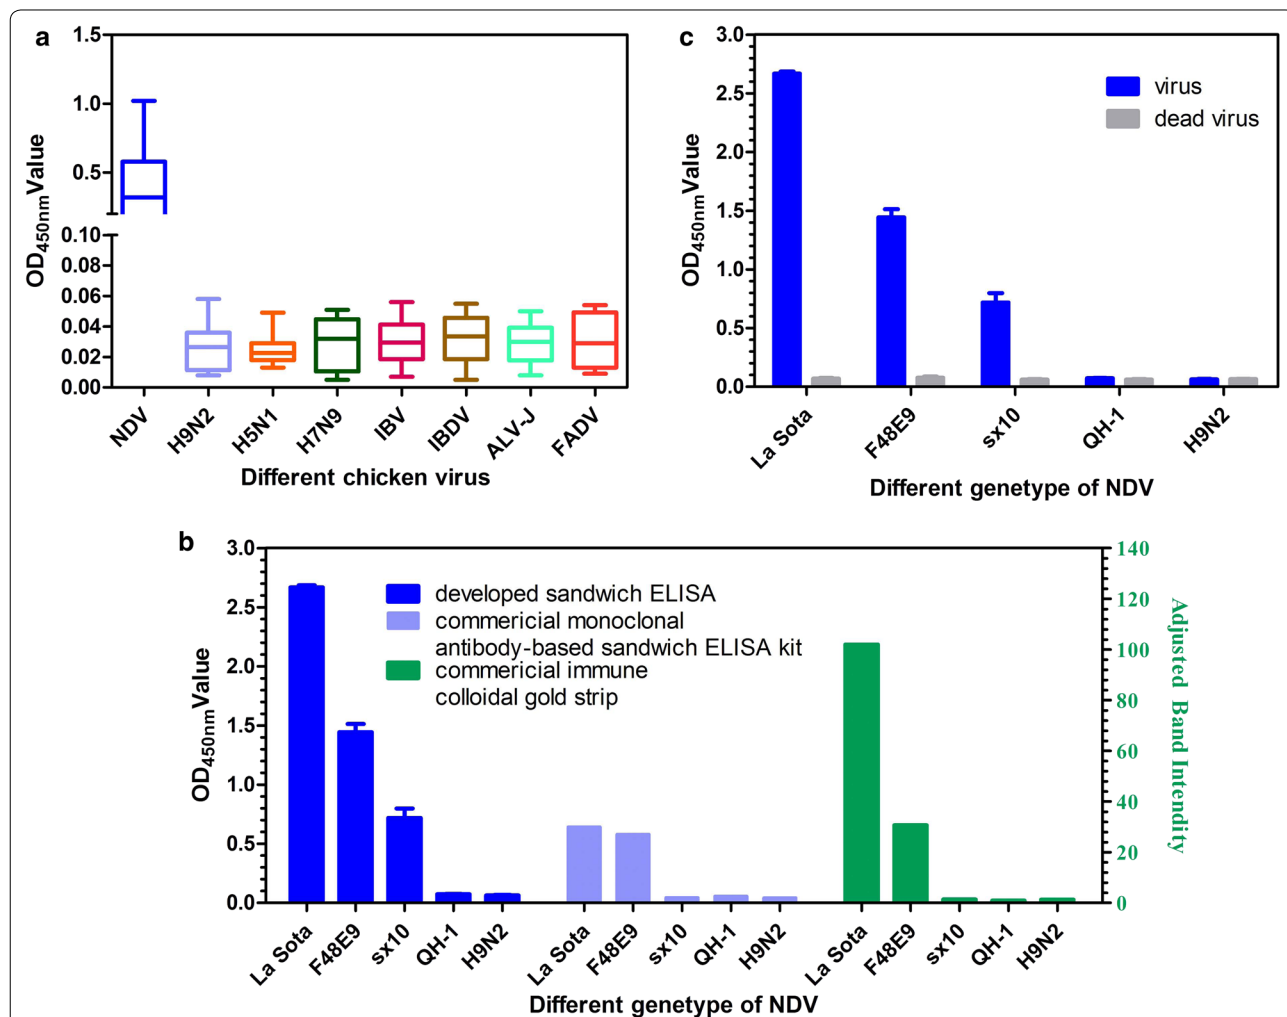 a
OD450nmValue
1.5
1.0
0.5
0.10
0.08
0.06
0.04
0.02
0.00
NDV
H9N2
H5N1
H7N9
IBV
IBDV
ALV-J
FADV
Different chicken virus
c
OD450nmValue
3.0
2.5
2.0
1.5
1.0
0.5
0.0
virus
dead virus
La Sota
F48E9
sx10
QH-1
H9N2
Different genetype of NDV
b
OD450nmValue
3.0
2.5
2.0
1.5
1.0
0.5
0.0
developed sandwich ELISA
commericial monoclonal
antibody-based sandwich ELISA kit
commericial immune
colloidal gold strip
140
120
100
80
60
40
20
0
Adjusted Band Intendity
La Sota
F48E9
sx10
QH-1
H9N2
La Sota
F48E9
sx10
QH-1
H9N2
La Sota
F48E9
sx10
QH-1
H9N2
Different genetype of NDV